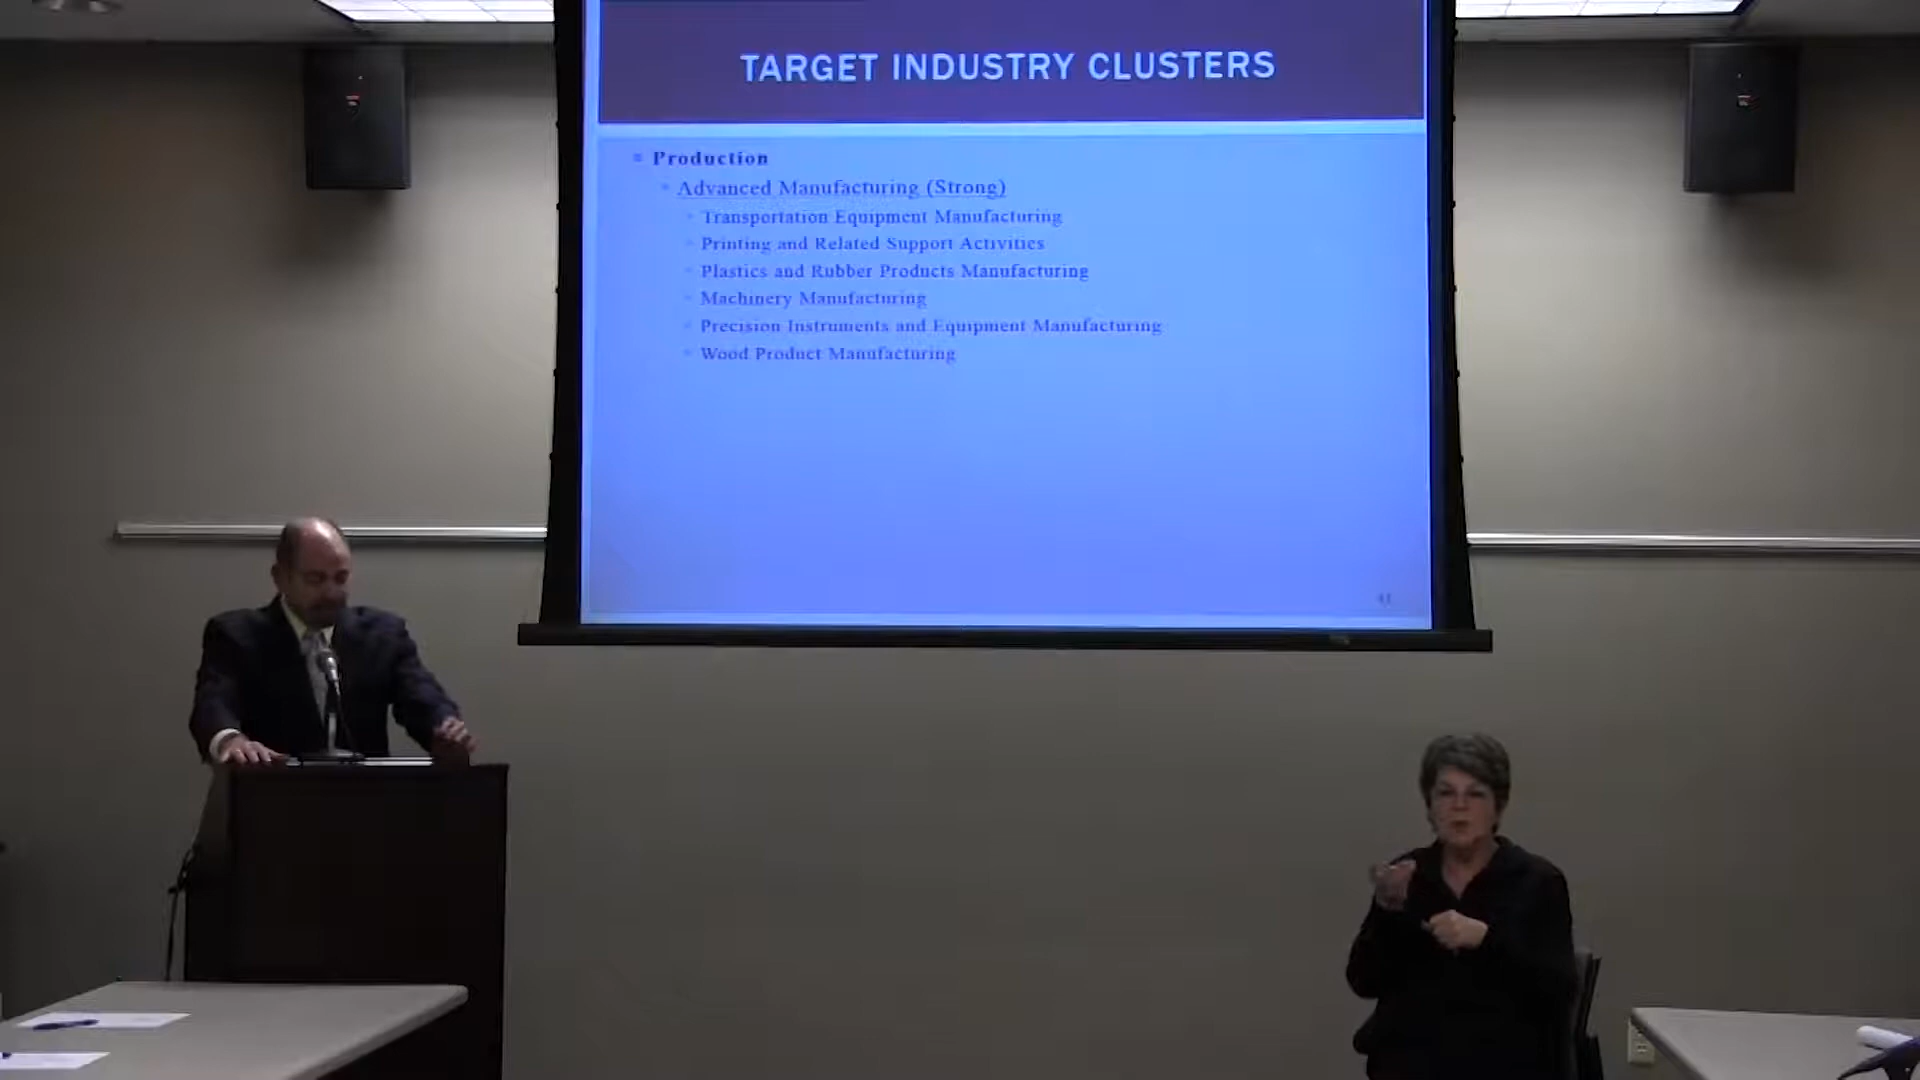 TARGET INDUSTRY CLUSTERS
Production
Advanced Manufacturing (Strong)
Transportation Equipment Manufacturing
Printing and Related Support Activities
Plastics and Rubber Products Manufacturing
Machinery Manufacturing
Precision Instruments and Equipment Manufacturing
Wood Product Manufacturing